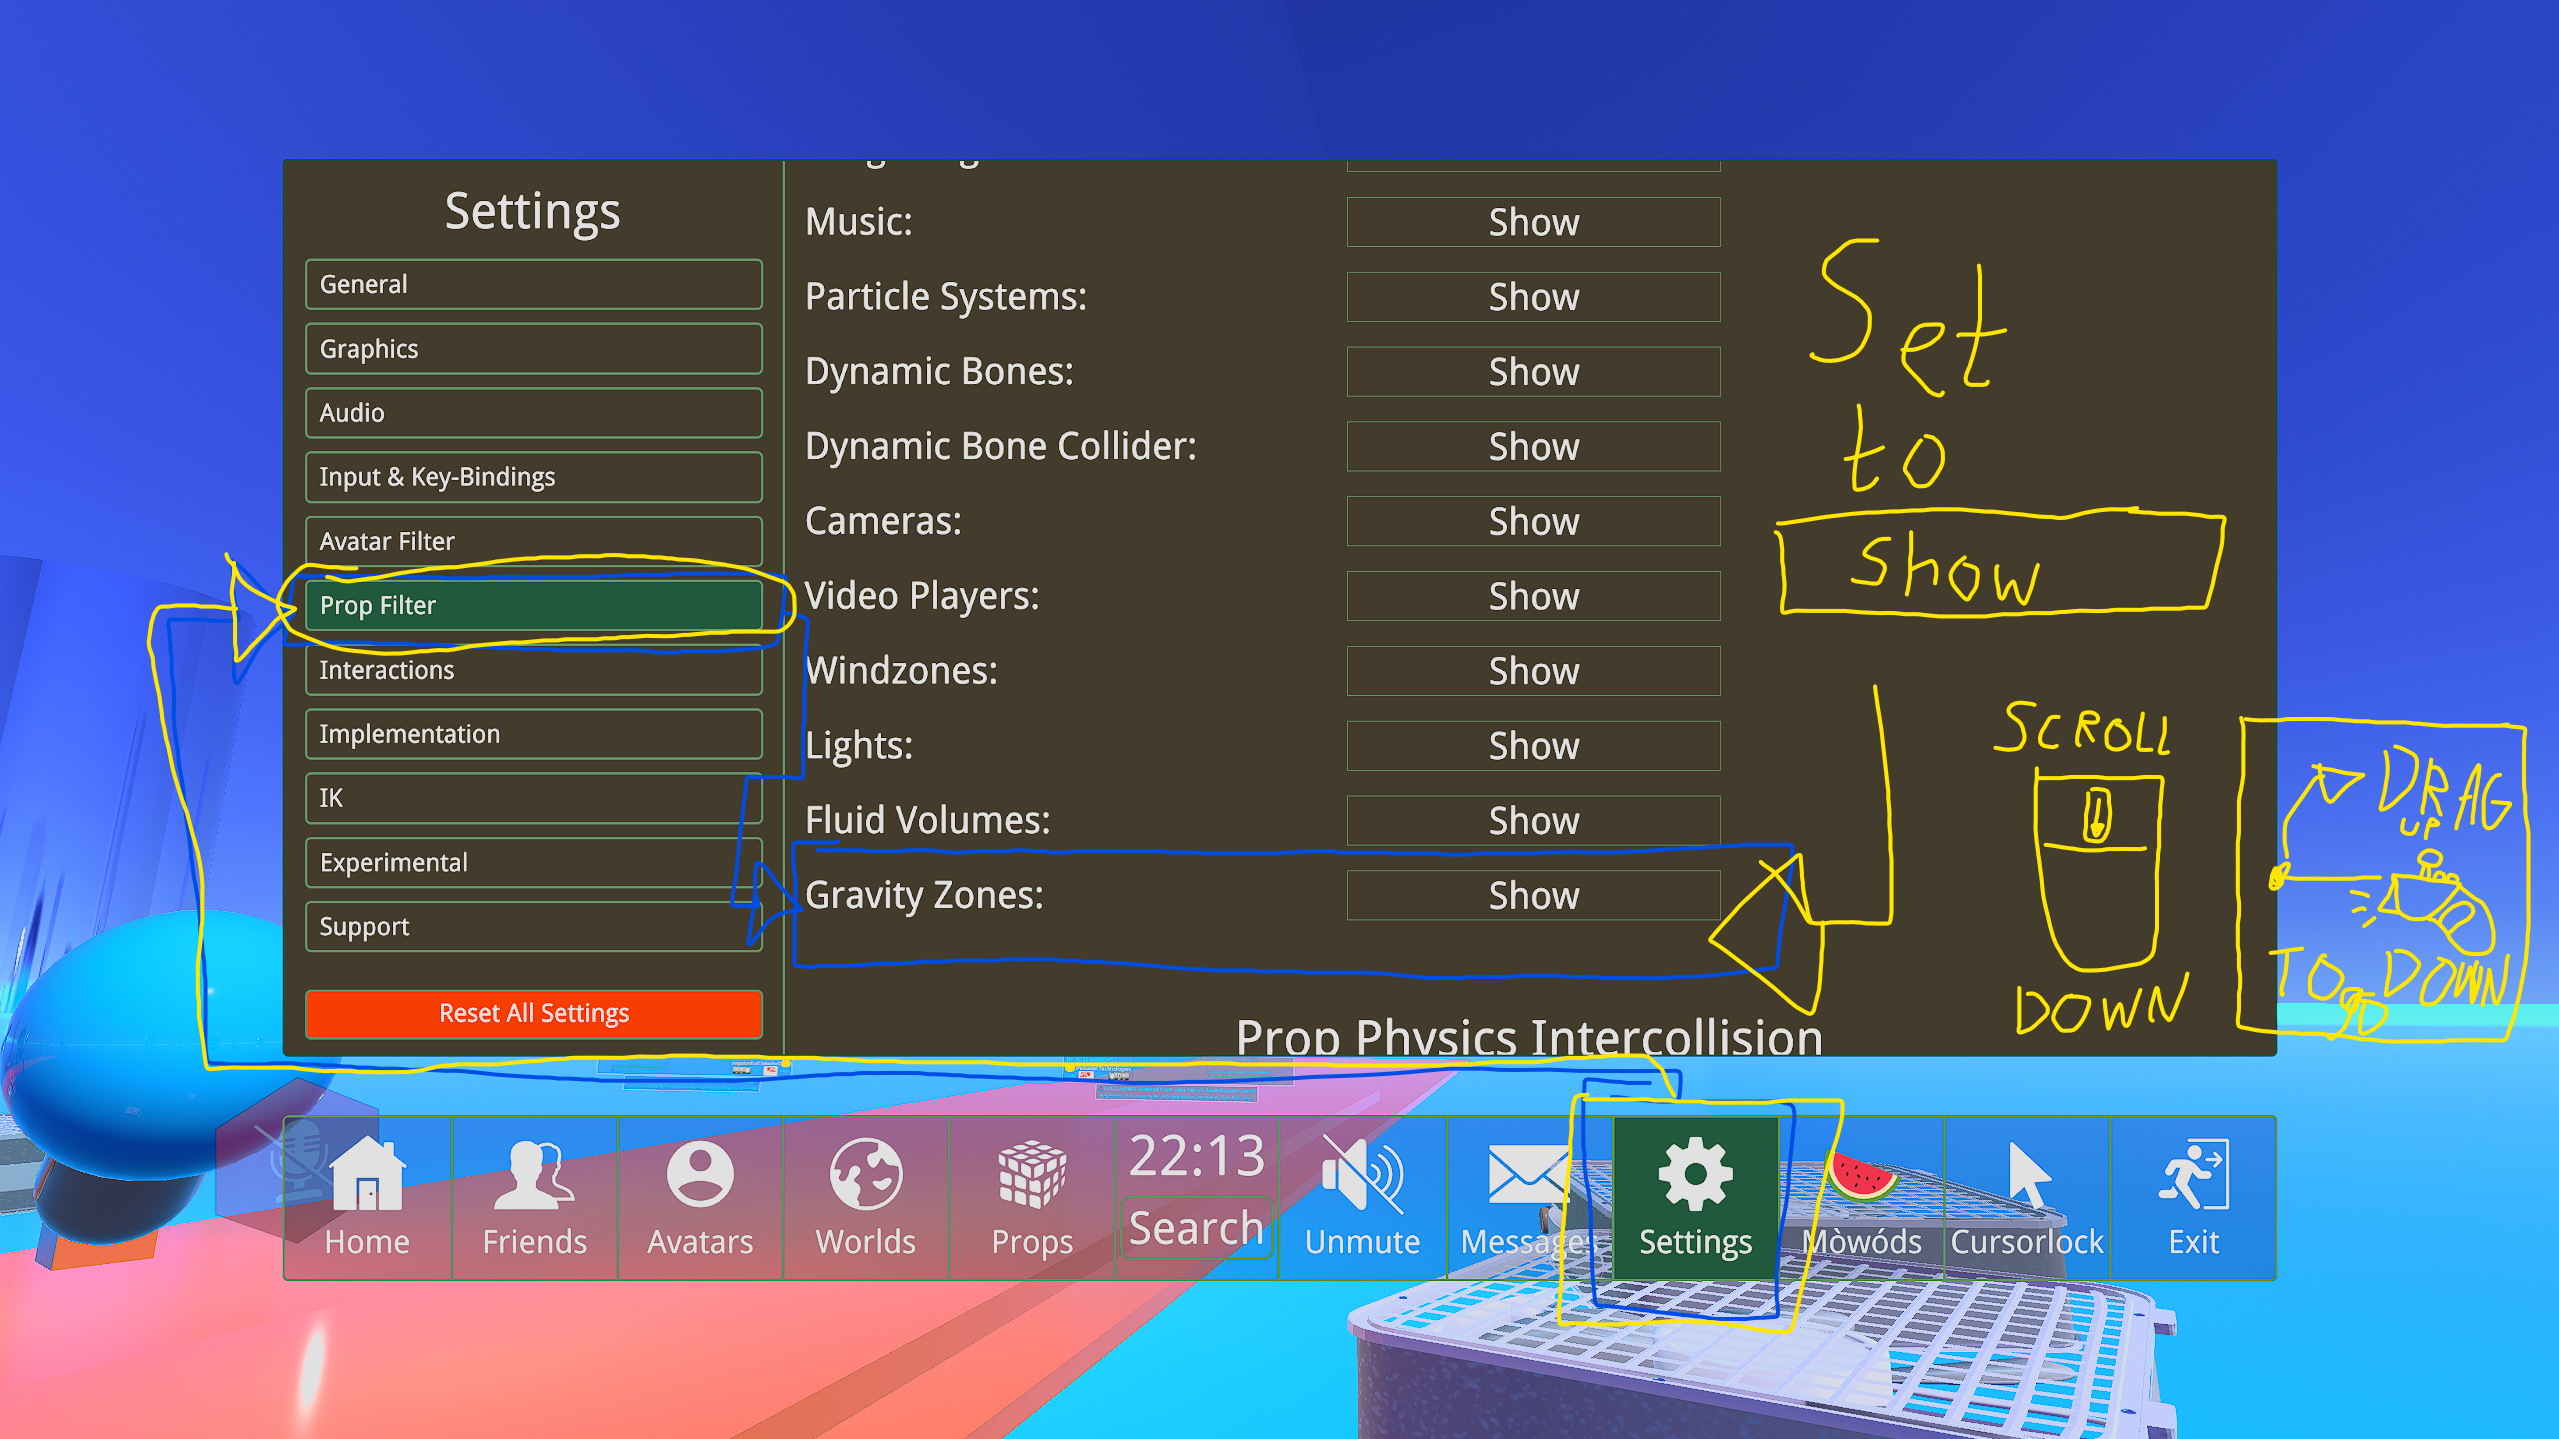 Settings
General
Graphics
Audio
Input & Key-Bindings
Avatar Filter
Prop Filter
Interactions
Implementation
IK
Experimental
Support
Reset All Settings
Music: Show
Particle Systems: Show
Dynamic Bones: Show
Dynamic Bone Collider: Show
Cameras: Show
Video Players: Show
Windzones: Show
Lights: Show
Fluid Volumes: Show
Gravity Zones: Show
Prop Physics Intercollision
Set
to
Show
SCROLL
DOWN
DRAG
UP
TO go DOWN
22:13
Home Friends Avatars Worlds Props Search Unmute Messages Settings Mòwóds Cursorlock Exit